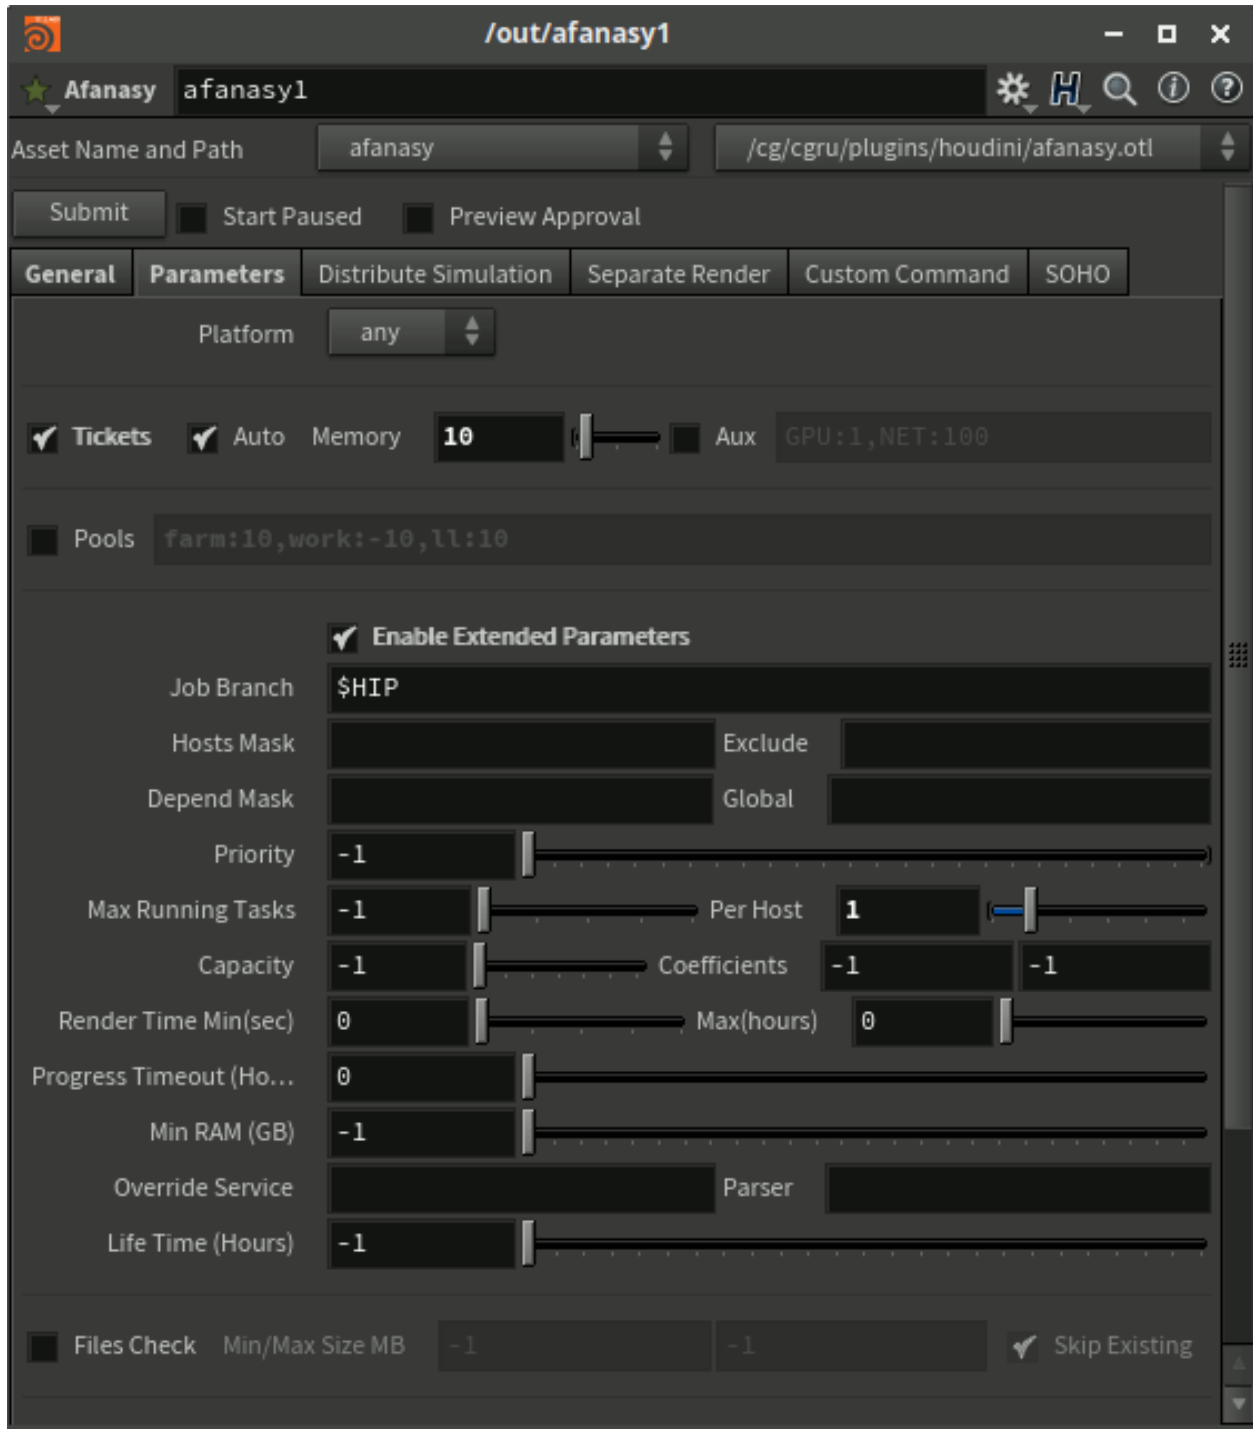 /out/afanasy1
Afanasy afanasy1
Asset Name and Path afanasy /cg/cgru/plugins/houdini/afanasy.otl
Submit Start Paused Preview Approval
General Parameters Distribute Simulation Separate Render Custom Command SOHO
Platform any
Tickets Auto Memory 10 Aux GPU:1,NET:100
Pools farm:10,work:-10,ll:10
Enable Extended Parameters
Job Branch $HIP
Hosts Mask Exclude
Depend Mask Global
Priority -1
Max Running Tasks -1 Per Host 1
Capacity -1 Coefficients -1 -1
Render Time Min(sec) 0 Max(hours) 0
Progress Timeout (Ho... 0
Min RAM (GB) -1
Override Service Parser
Life Time (Hours) -1
Files Check Min/Max Size MB -1 -1 Skip Existing